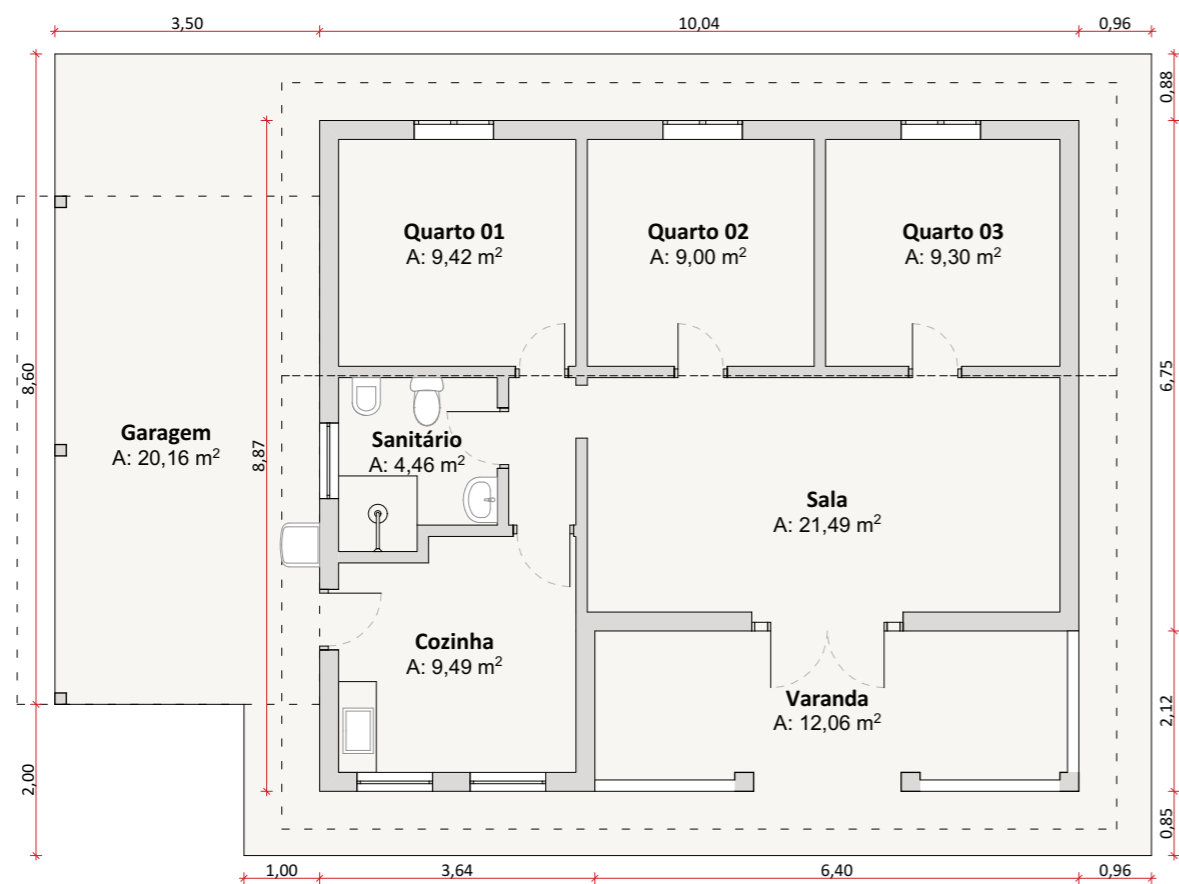 3,50
10,04
0,96
0,88
Quarto 01
A: 9,42 m²
Quarto 02
A: 9,00 m²
Quarto 03
A: 9,30 m²
8,60
8,87
6,75
Garagem
A: 20,16 m²
Sanitário
A: 4,46 m²
Sala
A: 21,49 m²
Cozinha
A: 9,49 m²
Varanda
A: 12,06 m²
2,12
2,00
0,85
1,00
3,64
6,40
0,96